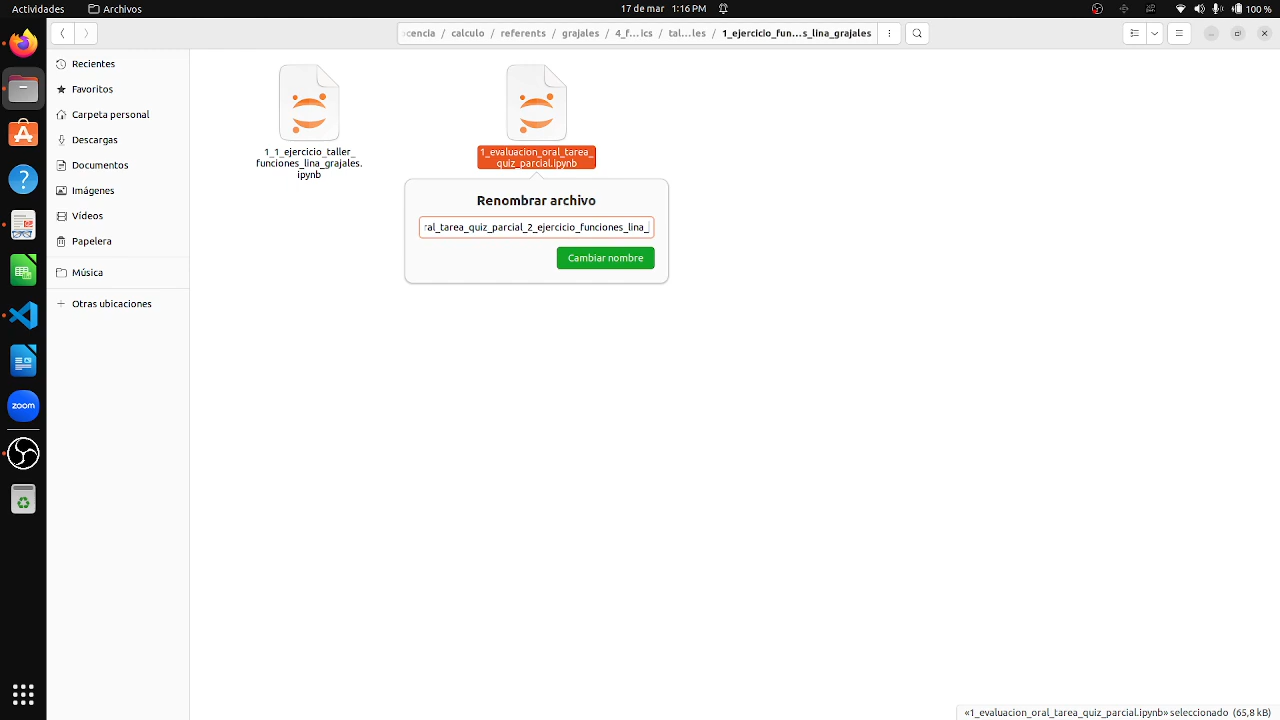 Actividades
Archivos
17 de mar 1:16 PM
100 %
cencia / calculo / referents / grajales / 4_f...ics / tal...les / 1_ejercicio_fun...s_lina_grajales
Recientes
Favoritos
Carpeta personal
Descargas
Documentos
Imágenes
Vídeos
Papelera
Música
Otras ubicaciones
1_1_ejercicio_taller_
funciones_lina_grajales.
ipynb
1_evaluacion_oral_tarea_
quiz_parcial.ipynb
Renombrar archivo
ral_tarea_quiz_parcial_2_ejercicio_funciones_lina_
Cambiar nombre
zoom
«1_evaluacion_oral_tarea_quiz_parcial.ipynb» seleccionado (65,8 kB)